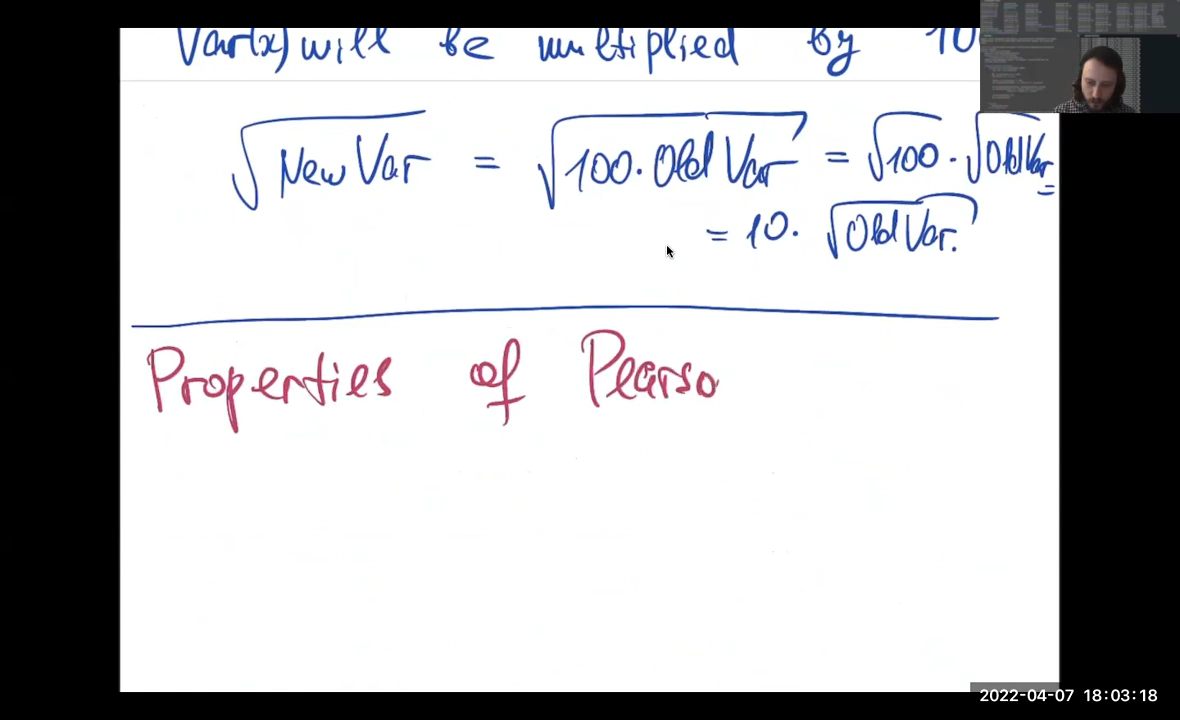 Var(x) will be multiplied by 10
√New Var = √100. Old Var = √100 . √Old Var =
= 10. √Old Var.
Properties of Pearso
2022-04-07 18:03:18